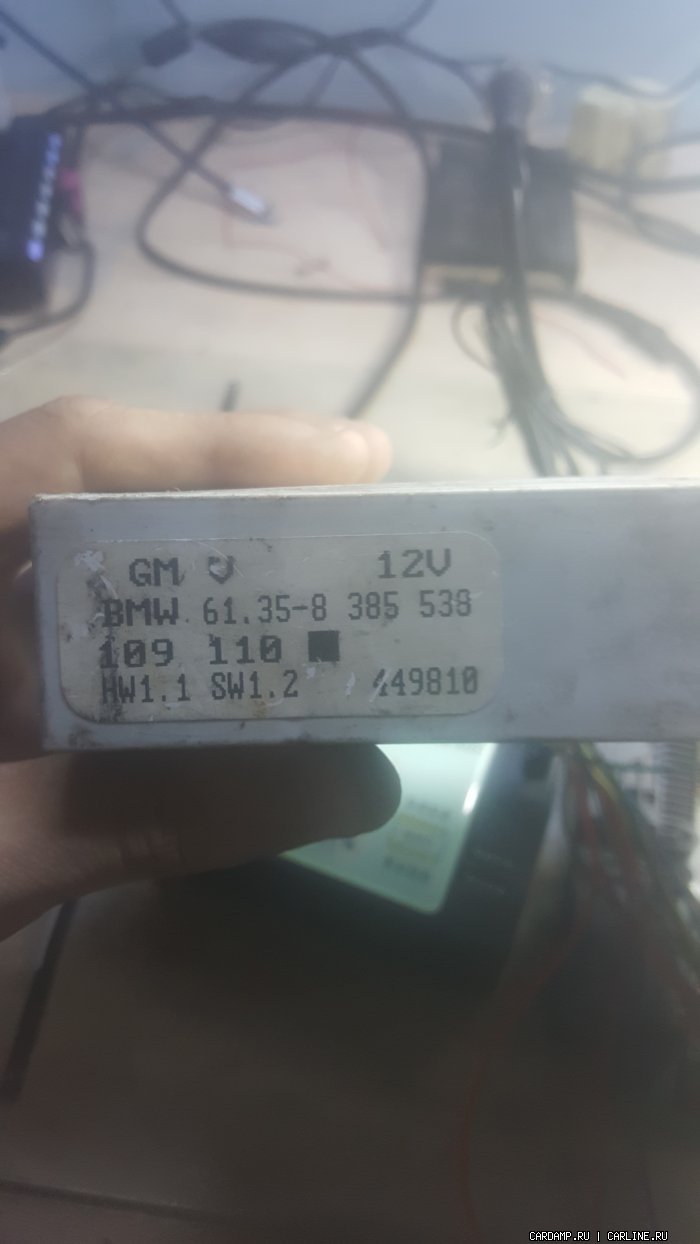 GM V 12V
BMW 61.35-8 385 538
109 110
HW1.1 SW1.2 449810
CARDAMP.RU | CARLINE.RU